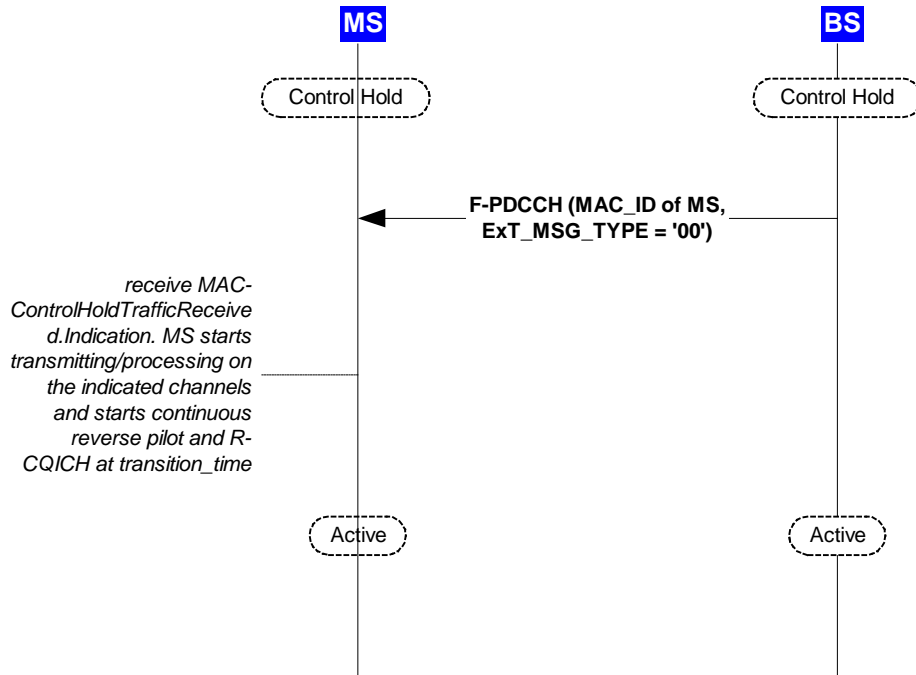 MS
BS
Control Hold
Control Hold
F-PDCCH (MAC_ID of MS,
ExT_MSG_TYPE = '00')
receive MAC-
ControlHoldTrafficReceive
d.Indication. MS starts
transmitting/processing on
the indicated channels
and starts continuous
reverse pilot and R-
CQICH at transition_time
Active
Active